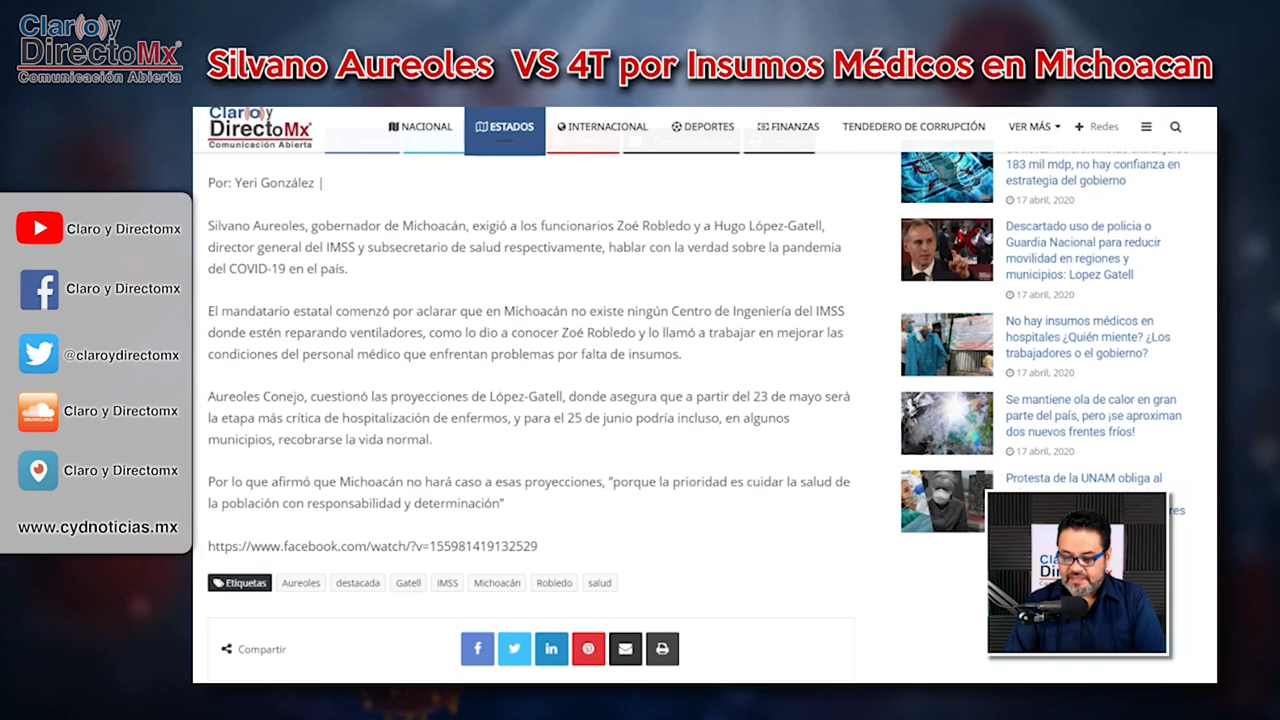 Claro y
DirectoMx
Comunicación Abierta
Silvano Aureoles VS 4T por Insumos Médicos en Michoacan
Claro y
DirectoMx
Comunicación Abierta
NACIONAL
ESTADOS
INTERNACIONAL
DEPORTES
FINANZAS
TENDEDERO DE CORRUPCIÓN
VER MÁS
Redes
Por: Yeri González |
Silvano Aureoles, gobernador de Michoacán, exigió a los funcionarios Zoé Robledo y a Hugo López-Gatell,
director general del IMSS y subsecretario de salud respectivamente, hablar con la verdad sobre la pandemia
del COVID-19 en el país.
El mandatario estatal comenzó por aclarar que en Michoacán no existe ningún Centro de Ingeniería del IMSS
donde estén reparando ventiladores, como lo dio a conocer Zoé Robledo y lo llamó a trabajar en mejorar las
condiciones del personal médico que enfrentan problemas por falta de insumos.
Aureoles Conejo, cuestionó las proyecciones de López-Gatell, donde asegura que a partir del 23 de mayo será
la etapa más crítica de hospitalización de enfermos, y para el 25 de junio podría incluso, en algunos
municipios, recobrarse la vida normal.
Por lo que afirmó que Michoacán no hará caso a esas proyecciones, "porque la prioridad es cuidar la salud de
la población con responsabilidad y determinación"
https://www.facebook.com/watch/?v=155981419132529
Etiquetas
Aureoles
destacada
Gatell
IMSS
Michoacán
Robledo
salud
Compartir
183 mil mdp, no hay confianza en
estrategia del gobierno
17 abril, 2020
Descartado uso de policia o
Guardia Nacional para reducir
movilidad en regiones y
municipios: Lopez Gatell
17 abril, 2020
No hay insumos médicos en
hospitales ¿Quién miente? ¿Los
trabajadores o el gobierno?
17 abril, 2020
Se mantiene ola de calor en gran
parte del país, pero ¡se aproximan
dos nuevos frentes fríos!
17 abril, 2020
Protesta de la UNAM obliga al
Claro y Directomx
Claro y Directomx
@claroydirectomx
SOUNDCLOUD
Claro y Directomx
Claro y Directomx
www.cydnoticias.mx